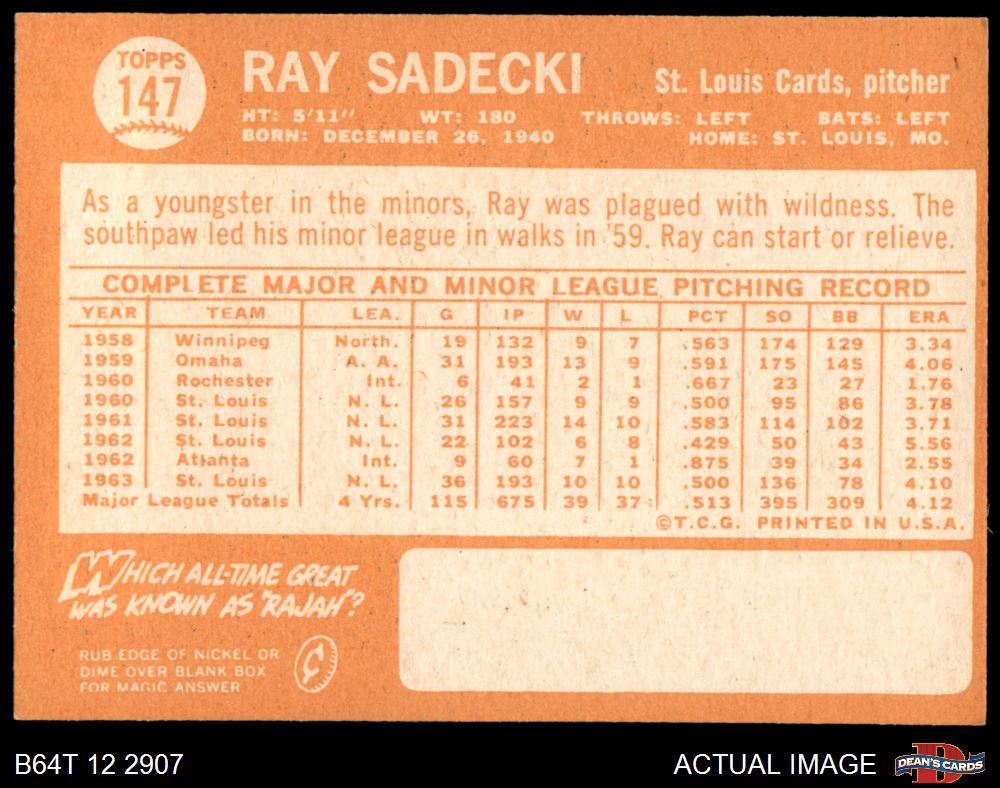 TOPPS
147
RAY SADECKI
St. Louis Cards, pitcher
HT: 5'11" WT: 180 THROWS: LEFT BATS: LEFT
BORN: DECEMBER 26, 1940 HOME: ST. LOUIS, MO.
As a youngster in the minors, Ray was plagued with wildness. The
southpaw led his minor league in walks in '59. Ray can start or relieve.
COMPLETE MAJOR AND MINOR LEAGUE PITCHING RECORD
YEAR TEAM LEA. G IP W L PCT SO BB ERA
1958 Winnipeg North. 19 132 9 7 .563 174 129 3.34
1959 Omaha A. A. 31 193 13 9 .591 175 145 4.06
1960 Rochester Int. 6 41 2 1 .667 23 27 1.76
1960 St. Louis N. L. 26 157 9 9 .500 95 86 3.78
1961 St. Louis N. L. 31 223 14 10 .583 114 102 3.71
1962 St. Louis N. L. 22 102 6 8 .429 50 43 5.56
1962 Atlanta Int. 9 60 7 1 .875 39 34 2.55
1963 St. Louis N. L. 36 193 10 10 .500 136 78 4.10
Major League Totals 4 Yrs. 115 675 39 37 .513 395 309 4.12
©T.C.G. PRINTED IN U.S.A.
WHICH ALL-TIME GREAT
WAS KNOWN AS "RAJAH"?
RUB EDGE OF NICKEL OR
DIME OVER BLANK BOX
FOR MAGIC ANSWER
B64T 12 2907
ACTUAL IMAGE
D
DEAN'S CARDS